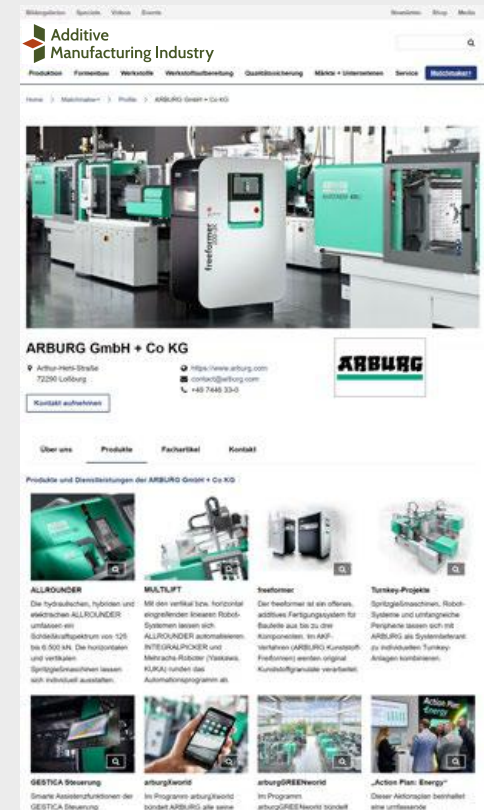 Bildergalerien Specials Videos Events Newsletter Shop Media
Additive
Manufacturing Industry
Produktion Formenbau Werkstoffe Werkstoffaufbereitung Qualitätssicherung Märkte + Unternehmen Service Matchmaker+
Home > Matchmaker+ > Profile > ARBURG GmbH + Co KG
ARBURG
freeformer
ARBURG GmbH + Co KG
Arthur-Hehl-Straße
72290 Loßburg
https://www.arburg.com
contact@arburg.com
+49 7446 33-0
Kontakt aufnehmen
ARBURG
Über uns Produkte Fachartikel Kontakt
Produkte und Dienstleistungen der ARBURG GmbH + Co KG
ALLROUNDER
Die hydraulischen, hybriden und
elektrischen ALLROUNDER
umfassen ein
Schließkraftspektrum von 125
bis 6.500 kN. Die horizontalen
und vertikalen
Spritzgießmaschinen lassen
sich individuell ausstatten.
MULTILIFT
Mit den vertikal bzw. horizontal
eingreifenden linearen Robot-
Systemen lassen sich
ALLROUNDER automatisieren.
INTEGRALPICKER und
Mehrachs-Roboter (Yaskawa,
KUKA) runden das
Automationsprogramm ab.
freeformer
Der freeformer ist ein offenes,
additives Fertigungssystem für
Bauteile aus bis zu drei
Komponenten. Im AKF-
Verfahren (ARBURG Kunststoff-
Freiformen) werden original
Kunststoffgranulate verarbeitet.
Turnkey-Projekte
Spritzgießmaschinen, Robot-
Systeme und umfangreiche
Peripherie lassen sich mit
ARBURG als Systemlieferant
zu individuellen Turnkey-
Anlagen kombinieren.
Action Plan:
Energy
GESTICA Steuerung
Smarte Assistenzfunktionen der
GESTICA Steuerung
arburgXworld
Im Programm arburgXworld
bündelt ARBURG alle seine
arburgGREENworld
Im Programm
arburgGREENworld bündelt
„Action Plan: Energy“
Dieser Aktionsplan beinhaltet
eine umfassende